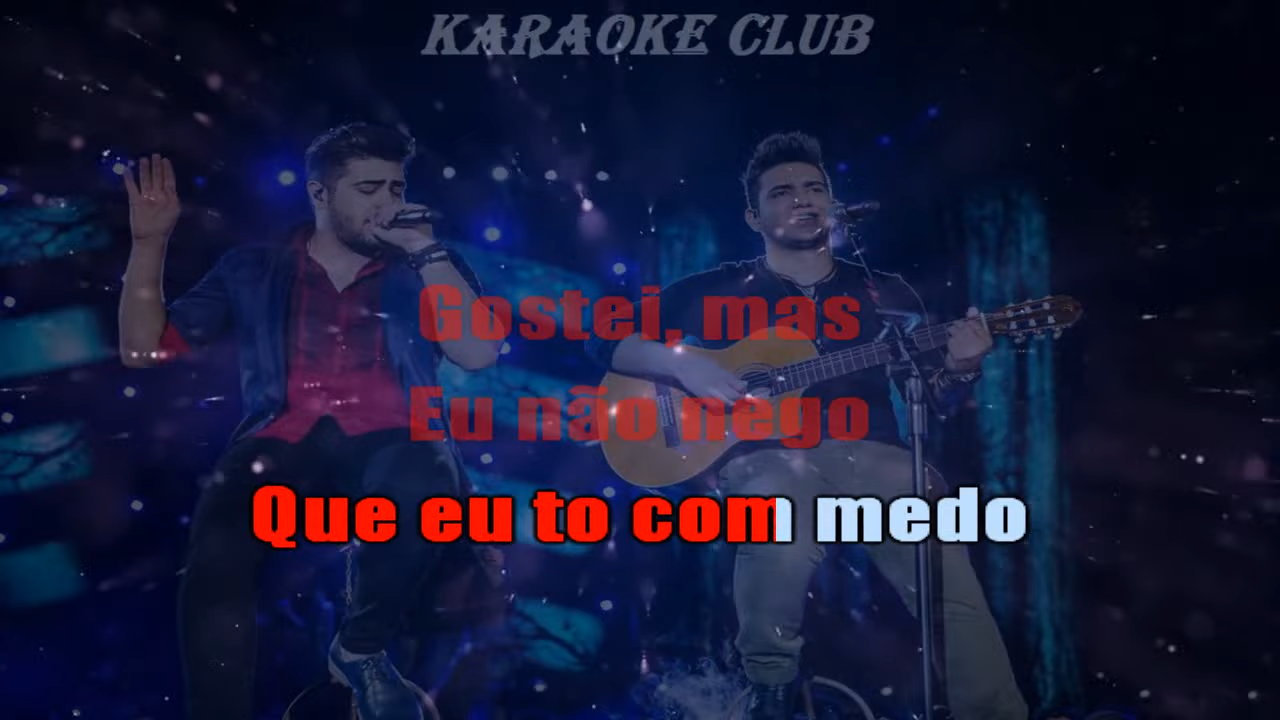 KARAOKE CLUB
Gostei, mas
Eu não nego
Que eu to com medo